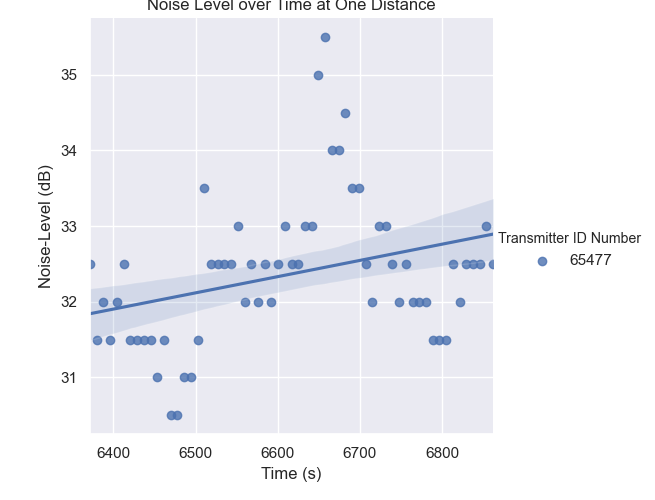 Noise Level over Time at One Distance
35
34
33
32
31
Noise-Level (dB)
6400 6500 6600 6700 6800
Time (s)
Transmitter ID Number
65477